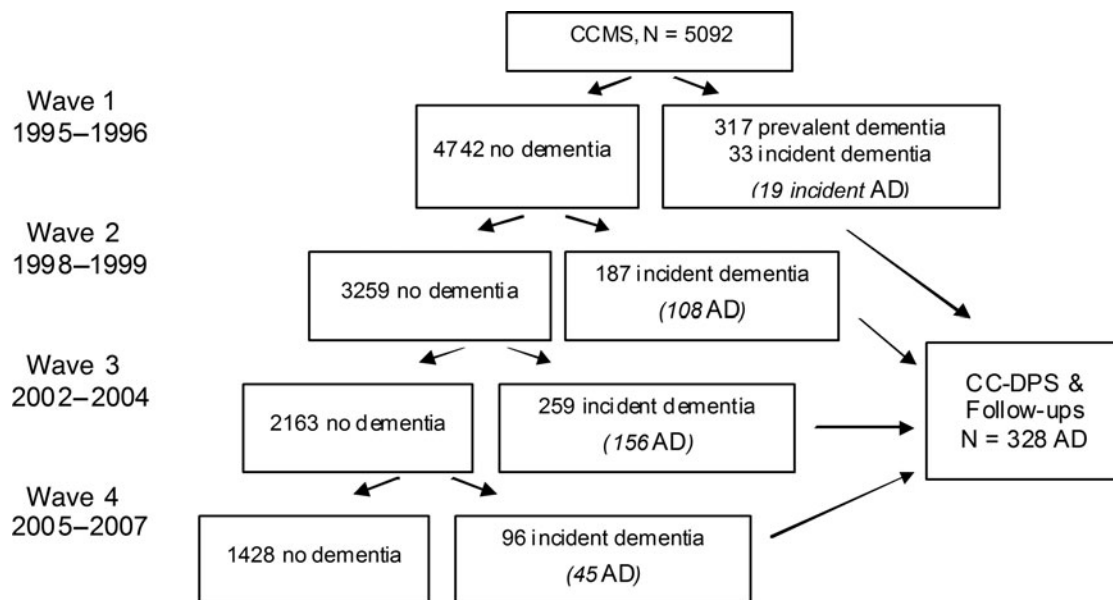 CCMS, N = 5092
Wave 1
1995–1996
4742 no dementia
317 prevalent dementia
33 incident dementia
(19 incident AD)
Wave 2
1998–1999
3259 no dementia
187 incident dementia
(108 AD)
Wave 3
2002–2004
2163 no dementia
259 incident dementia
(156 AD)
CC-DPS &
Follow-ups
N = 328 AD
Wave 4
2005–2007
1428 no dementia
96 incident dementia
(45 AD)